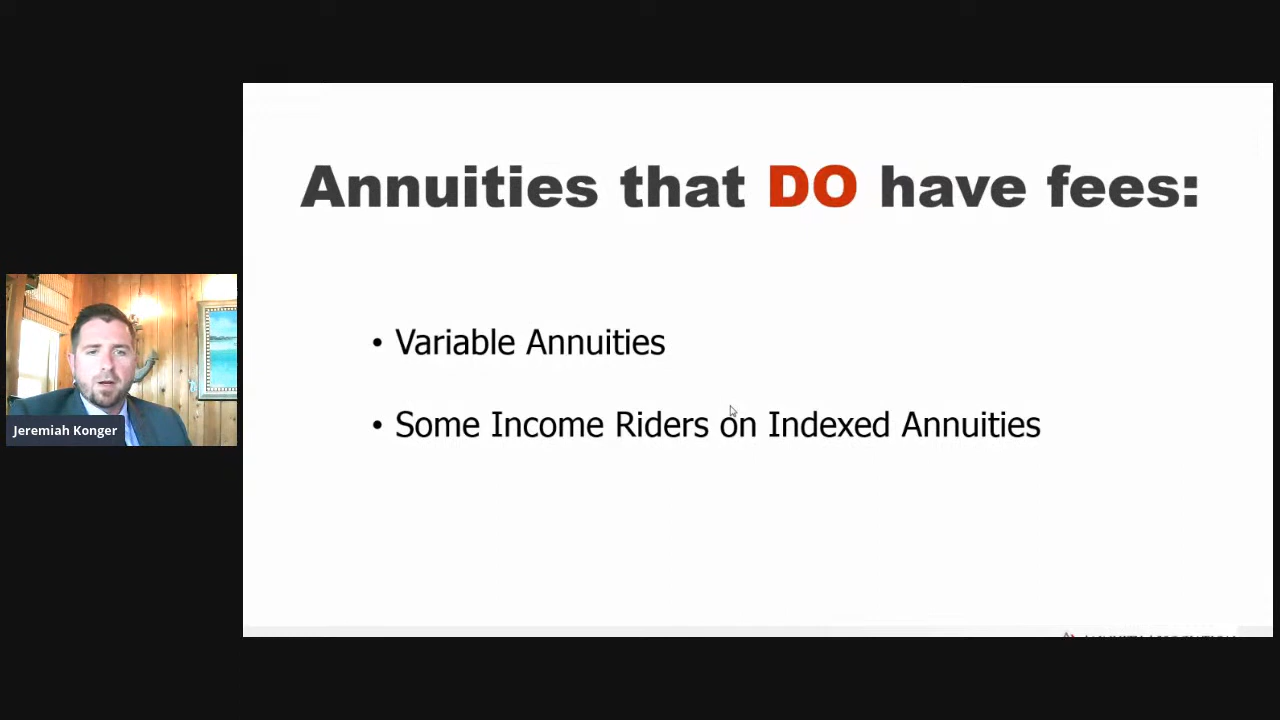 Annuities that DO have fees:
• Variable Annuities
• Some Income Riders on Indexed Annuities
Jeremiah Konger